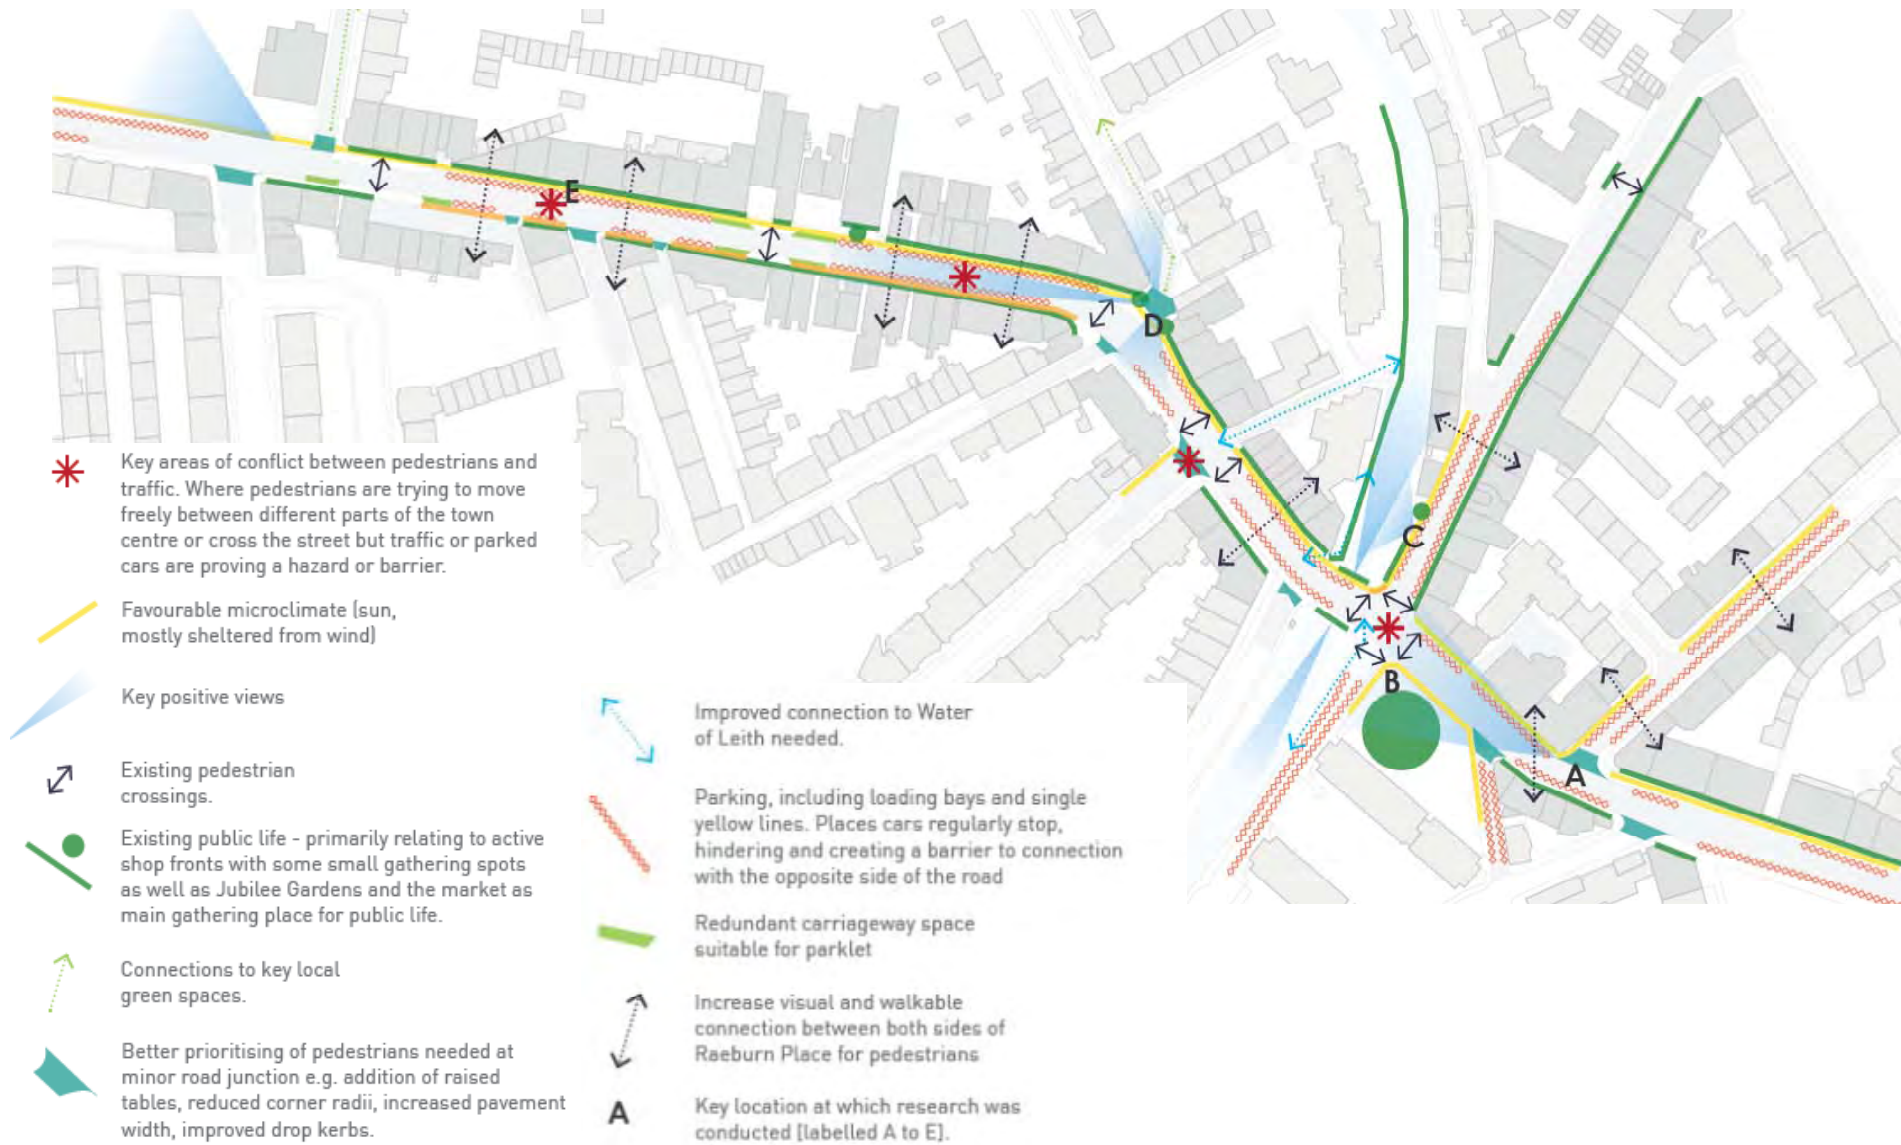 E
D
C
B
A
Key areas of conflict between pedestrians and
traffic. Where pedestrians are trying to move
freely between different parts of the town
centre or cross the street but traffic or parked
cars are proving a hazard or barrier.
Favourable microclimate (sun,
mostly sheltered from wind)
Key positive views
Existing pedestrian
crossings.
Existing public life - primarily relating to active
shop fronts with some small gathering spots
as well as Jubilee Gardens and the market as
main gathering place for public life.
Connections to key local
green spaces.
Better prioritising of pedestrians needed at
minor road junction e.g. addition of raised
tables, reduced corner radii, increased pavement
width, improved drop kerbs.
Improved connection to Water
of Leith needed.
Parking, including loading bays and single
yellow lines. Places cars regularly stop,
hindering and creating a barrier to connection
with the opposite side of the road
Redundant carriageway space
suitable for parklet
Increase visual and walkable
connection between both sides of
Raeburn Place for pedestrians
A
Key location at which research was
conducted [labelled A to E].